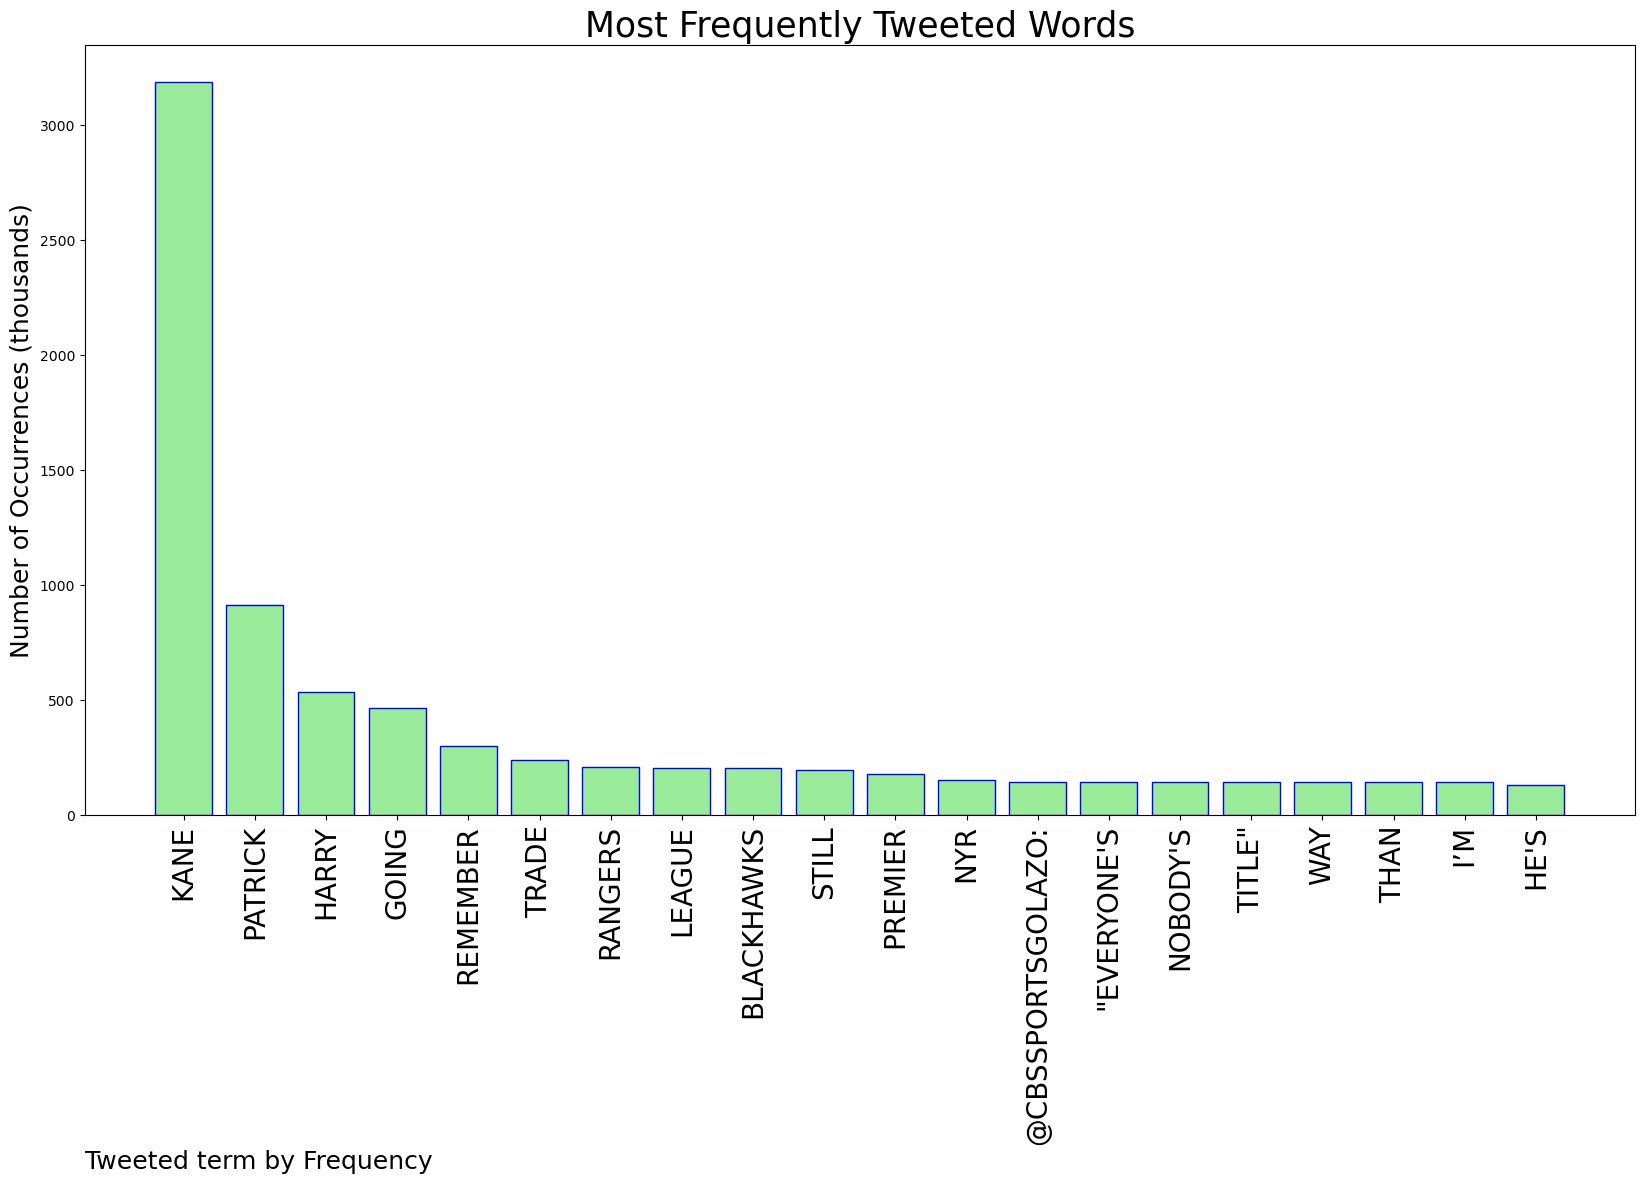 Most Frequently Tweeted Words
Number of Occurrences (thousands)
3000
2500
2000
1500
1000
500
0
KANE
PATRICK
HARRY
GOING
REMEMBER
TRADE
RANGERS
LEAGUE
BLACKHAWKS
STILL
PREMIER
NYR
@CBSSPORTSGOLAZO:
"EVERYONE'S
NOBODY'S
TITLE"
WAY
THAN
I’M
HE'S
Tweeted term by Frequency